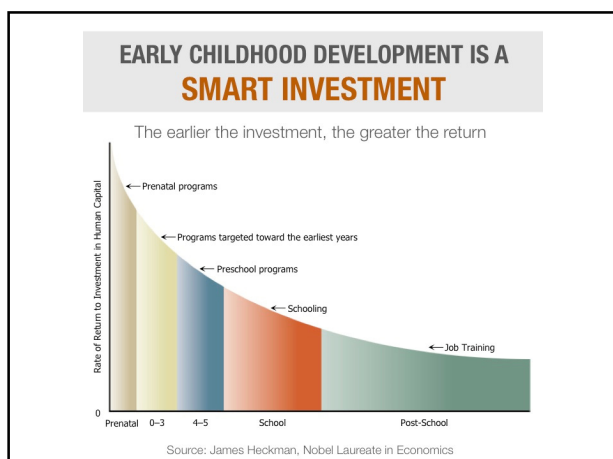 EARLY CHILDHOOD DEVELOPMENT IS A
SMART INVESTMENT
The earlier the investment, the greater the return
Rate of Return to Investment in Human Capital
Prenatal programs
Programs targeted toward the earliest years
Preschool programs
Schooling
Job Training
0
Prenatal 0–3 4–5 School Post-School
Source: James Heckman, Nobel Laureate in Economics